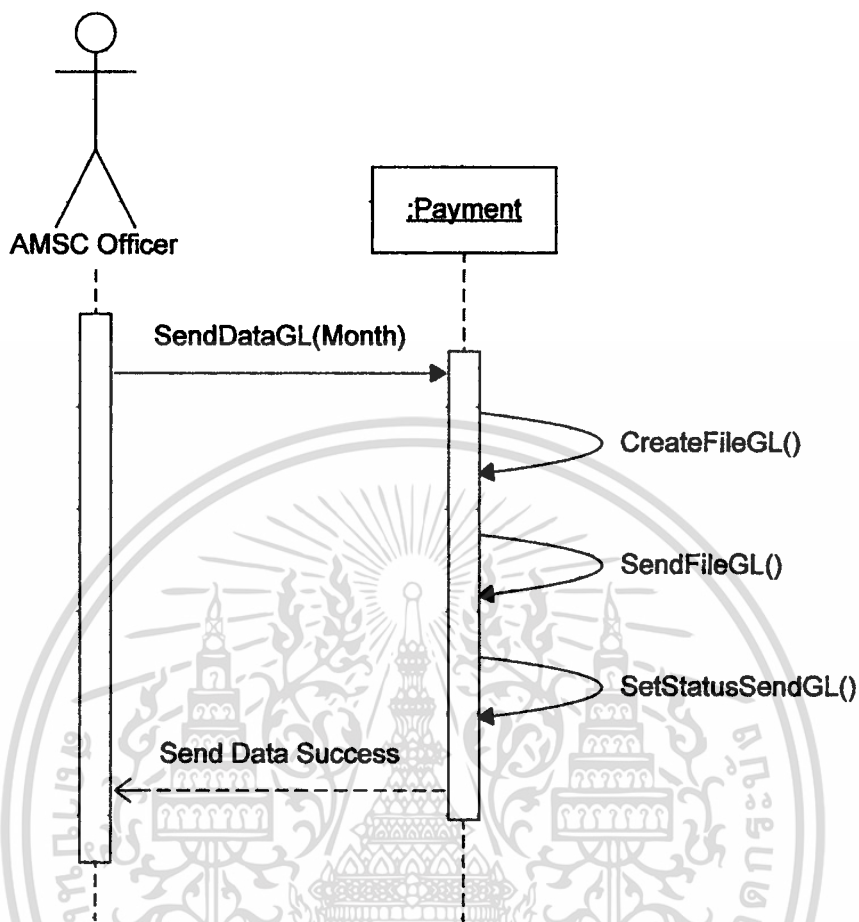 :Payment
AMSC Officer
SendDataGL(Month)
CreateFileGL()
SendFileGL()
SetStatusSendGL()
Send Data Success